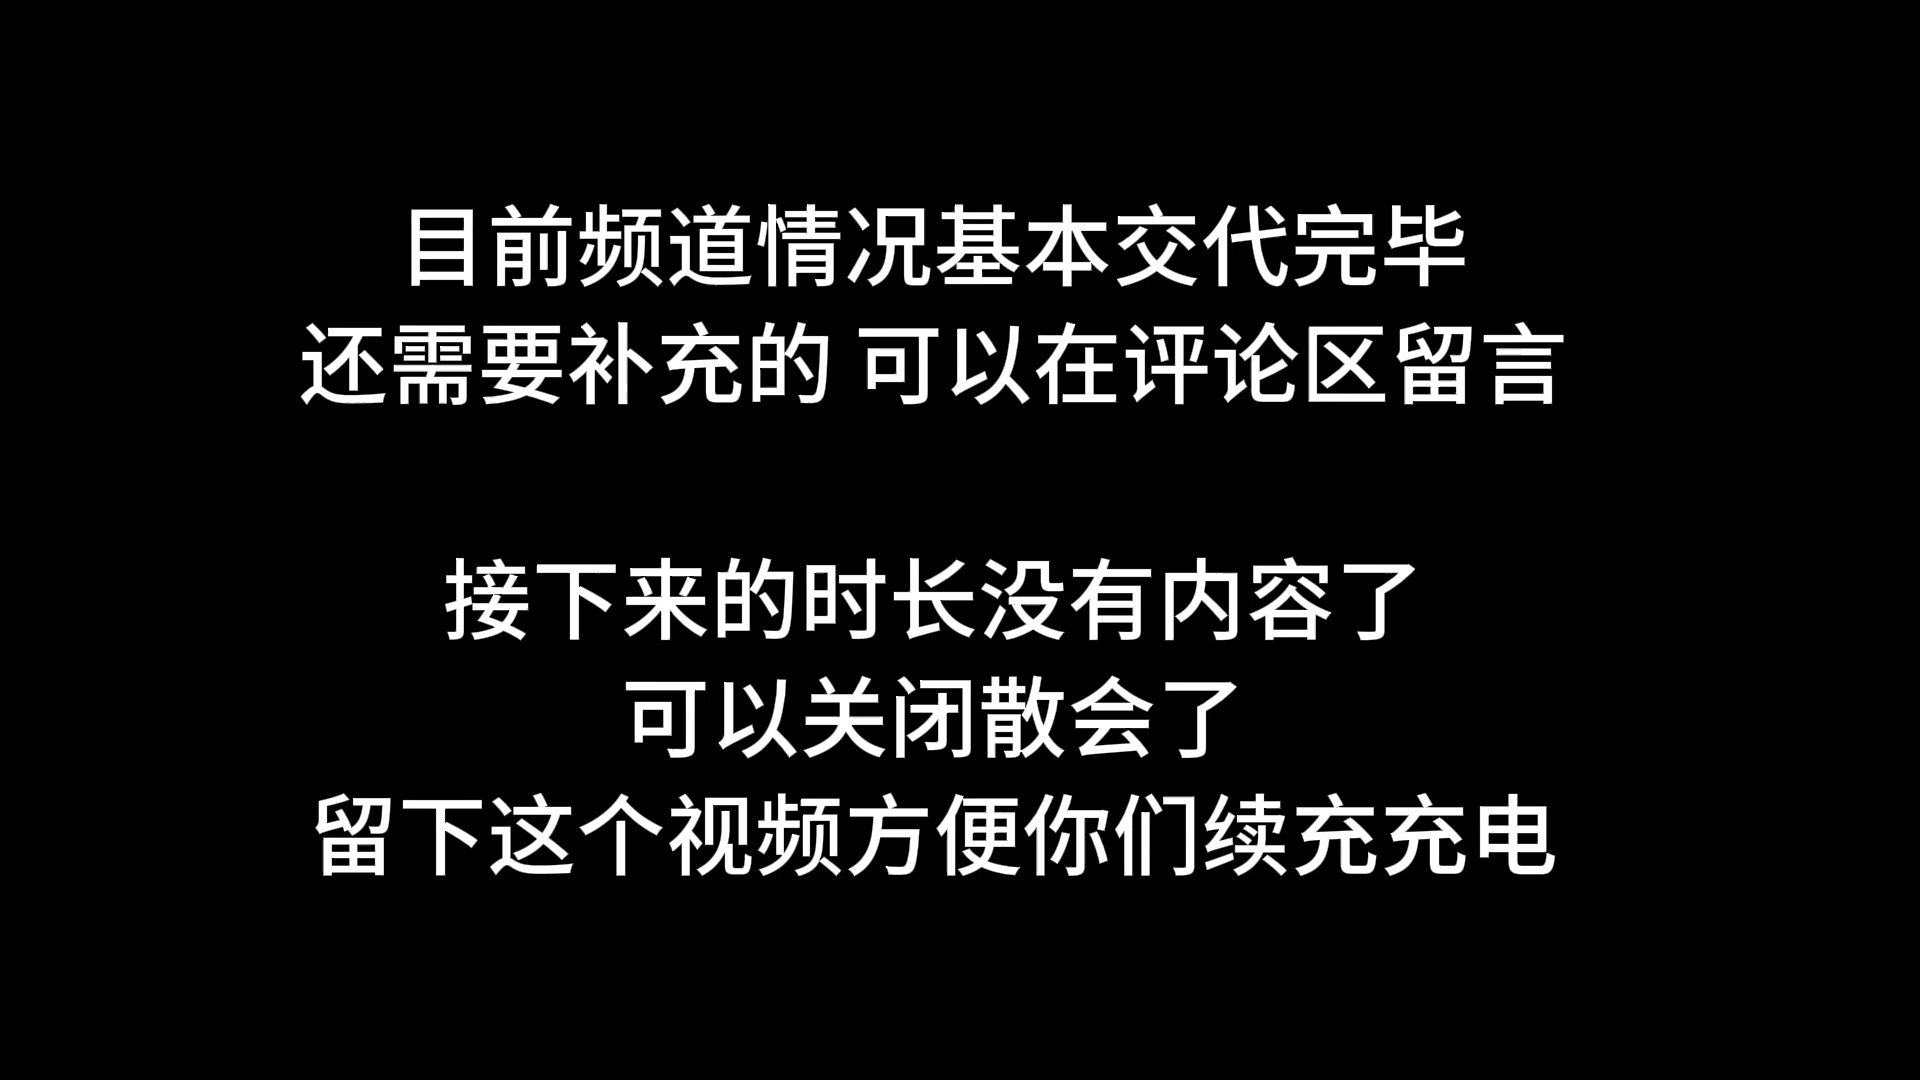 目前频道情况基本交代完毕
还需要补充的 可以在评论区留言
接下来的时长没有内容了
可以关闭散会了
留下这个视频方便你们续充充电